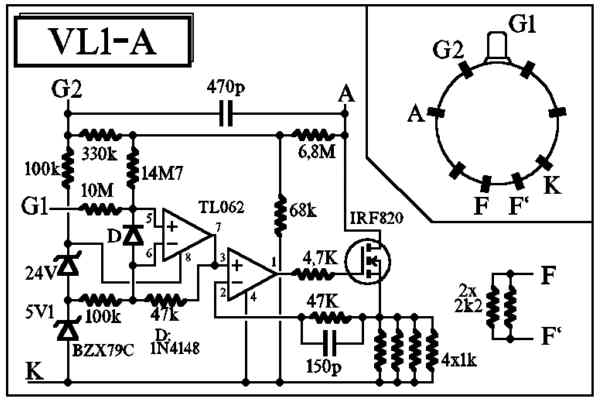 VL1-A
G2
470p
A
330k
100k
14M7
6,8M
10M
G1
TL062
68k
IRF820
5
6
7
8
D
24V
3
2
1
4
4,7K
5V1
100k
47k
47K
D:
1N4148
BZX79C
150p
4x1k
K
G1
G2
A
K
F
F'
2x
2k2
F
F'